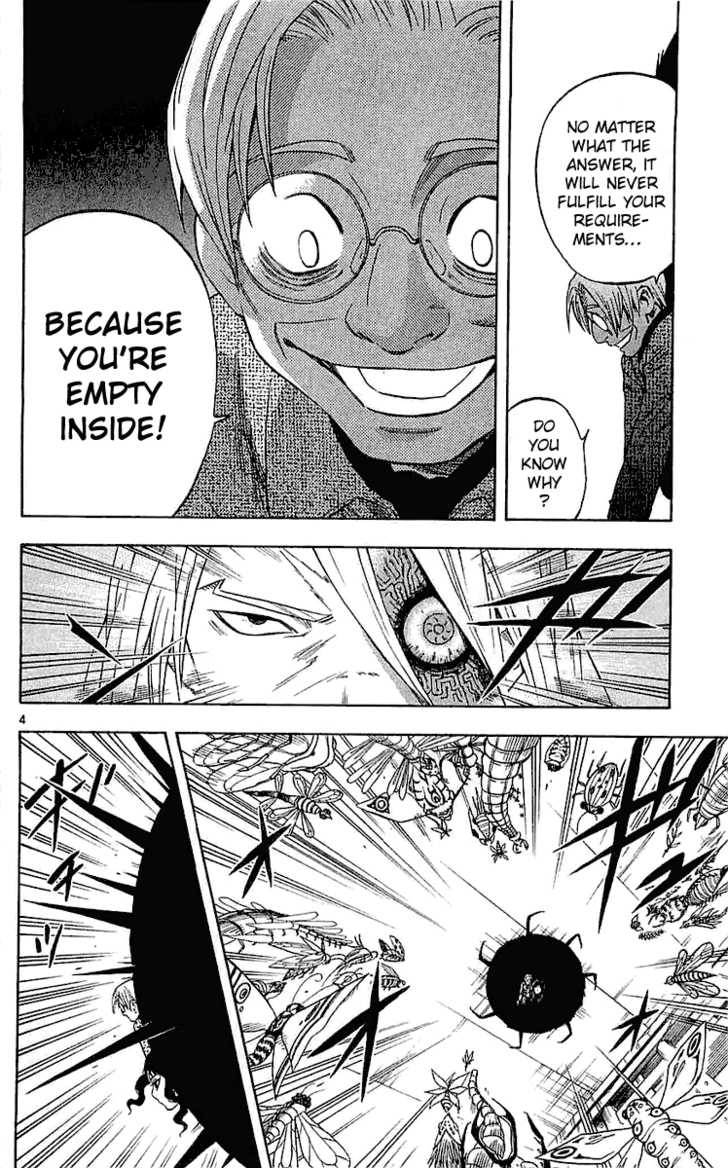 NO MATTER
WHAT THE
ANSWER, IT
WILL NEVER
FULFILL YOUR
REQUIRE-
MENTS...
DO
YOU
KNOW
WHY
?
BECAUSE
YOU'RE
EMPTY
INSIDE!
4